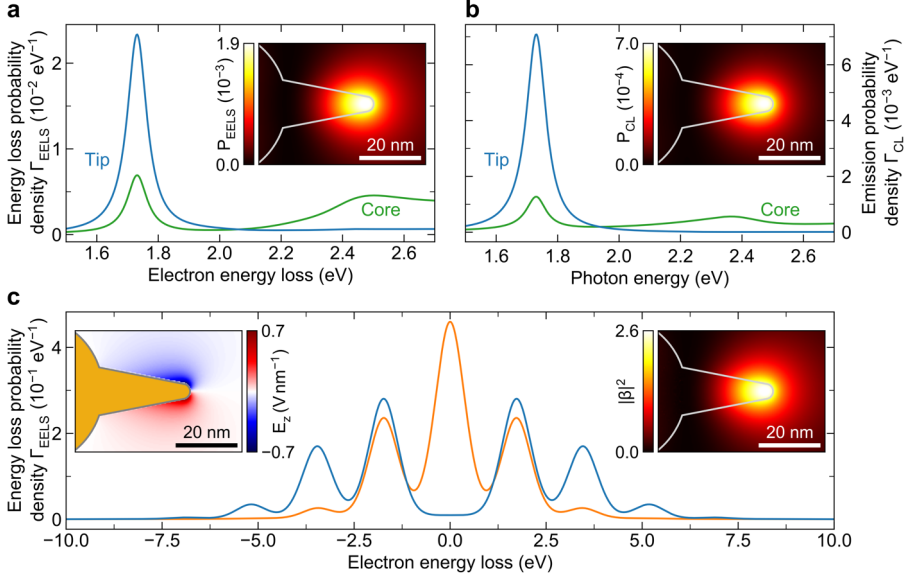 a
Energy loss probability
density Γ_EELS (10⁻² eV⁻¹)
2
1
0
1.6
1.8
2.0
2.2
2.4
2.6
Electron energy loss (eV)
Tip
Core
P_EELS (10⁻³)
1.9
0.0
20 nm
b
7.0
P_CL (10⁻⁴)
0.0
20 nm
Tip
Core
1.6
1.8
2.0
2.2
2.4
2.6
Photon energy (eV)
6
4
2
0
Emission probability
density Γ_CL (10⁻³ eV⁻¹)
c
Energy loss probability
density Γ_EELS (10⁻¹ eV⁻¹)
4
2
0
20 nm
0.7
E_z (V nm⁻¹)
−0.7
2.6
|β|²
0.0
20 nm
−10.0
−7.5
−5.0
−2.5
0.0
2.5
5.0
7.5
10.0
Electron energy loss (eV)